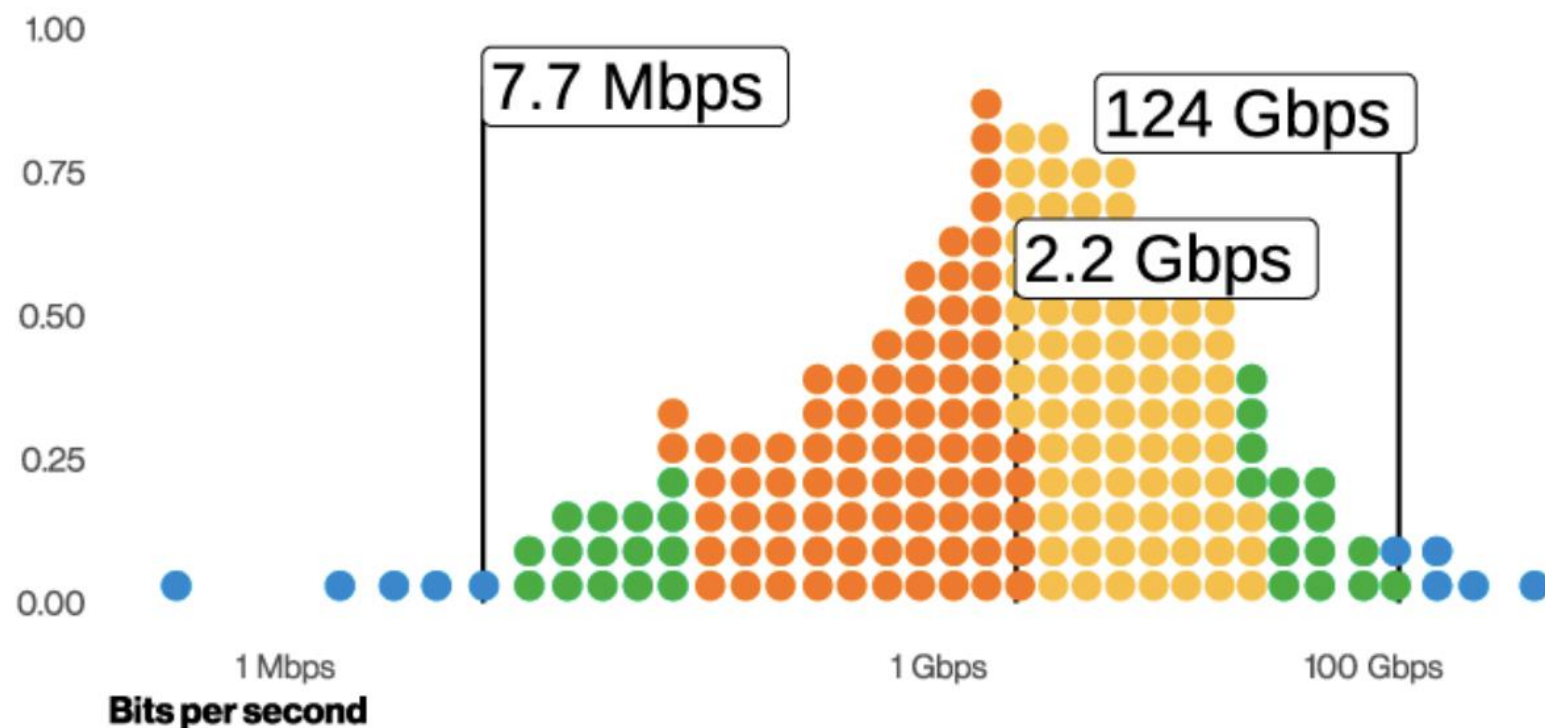 1.00
7.7 Mbps
124 Gbps
0.75
2.2 Gbps
0.50
0.25
0.00
1 Mbps 1 Gbps 100 Gbps
Bits per second